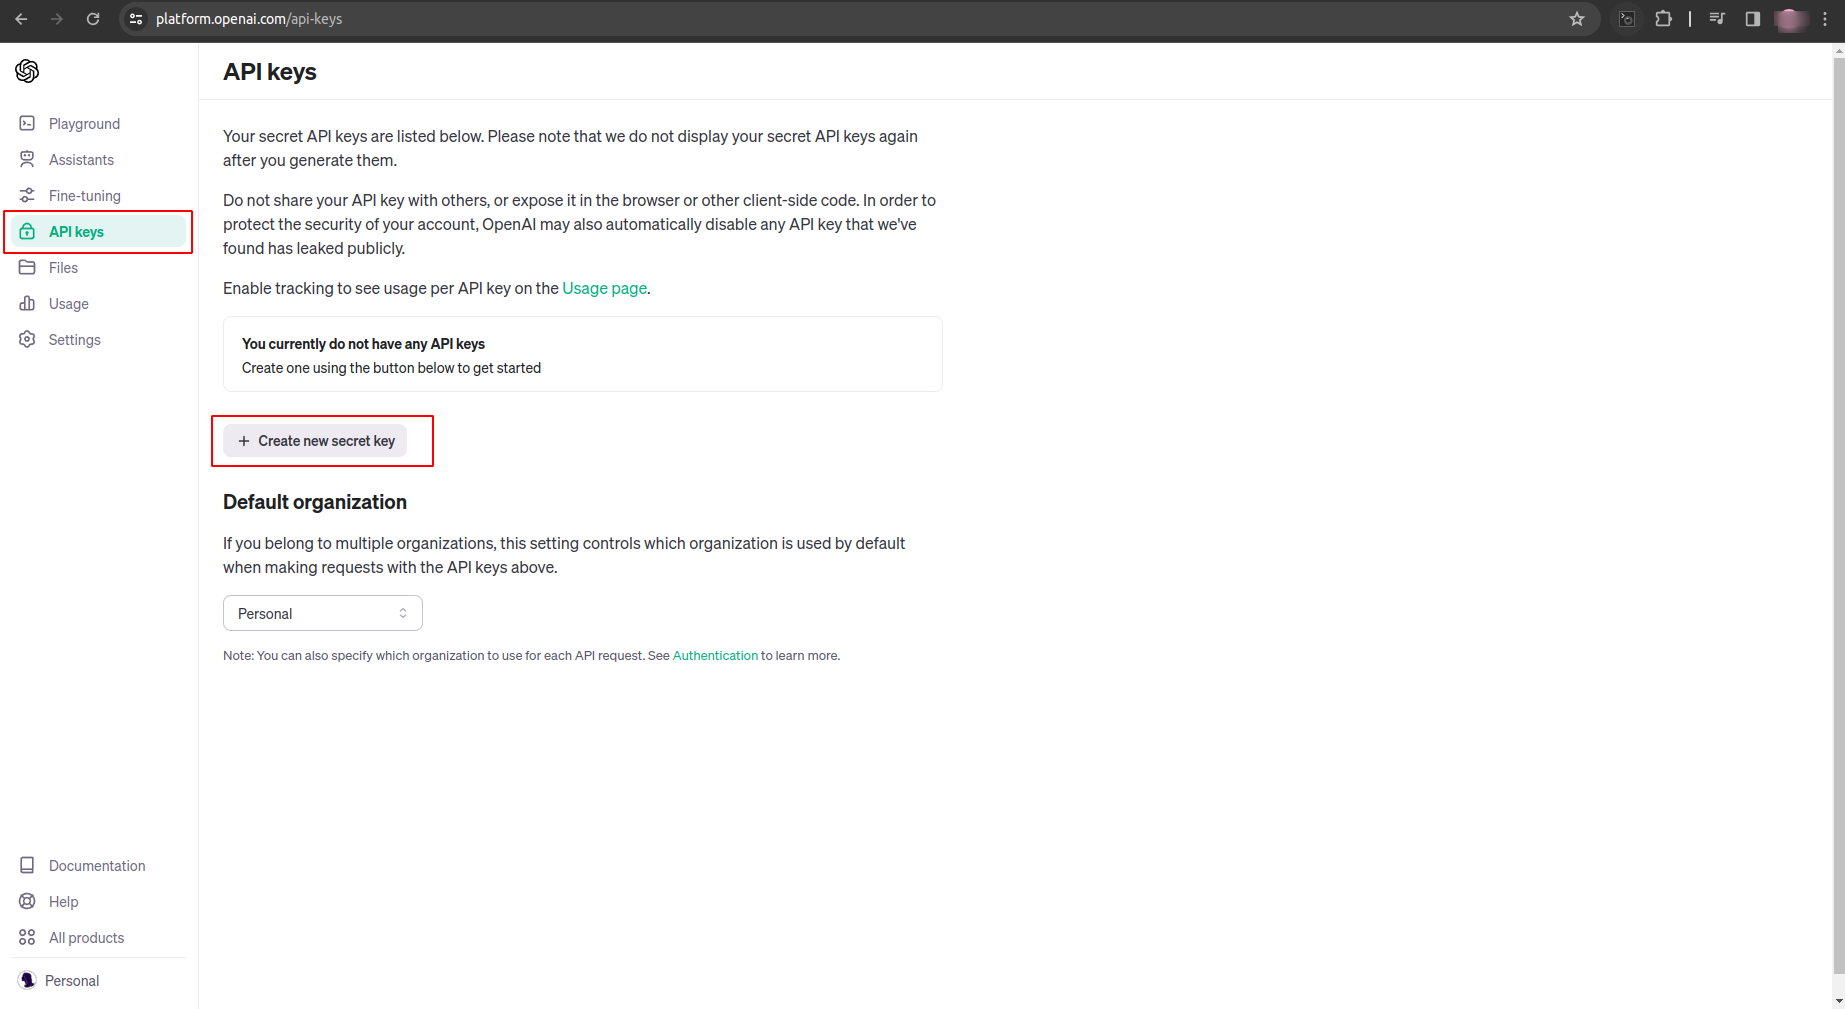 platform.openai.com/api-keys
API keys
Playground
Assistants
Fine-tuning
API keys
Files
Usage
Settings
Your secret API keys are listed below. Please note that we do not display your secret API keys again
after you generate them.
Do not share your API key with others, or expose it in the browser or other client-side code. In order to
protect the security of your account, OpenAI may also automatically disable any API key that we've
found has leaked publicly.
Enable tracking to see usage per API key on the Usage page.
You currently do not have any API keys
Create one using the button below to get started
+ Create new secret key
Default organization
If you belong to multiple organizations, this setting controls which organization is used by default
when making requests with the API keys above.
Personal
Note: You can also specify which organization to use for each API request. See Authentication to learn more.
Documentation
Help
All products
Personal